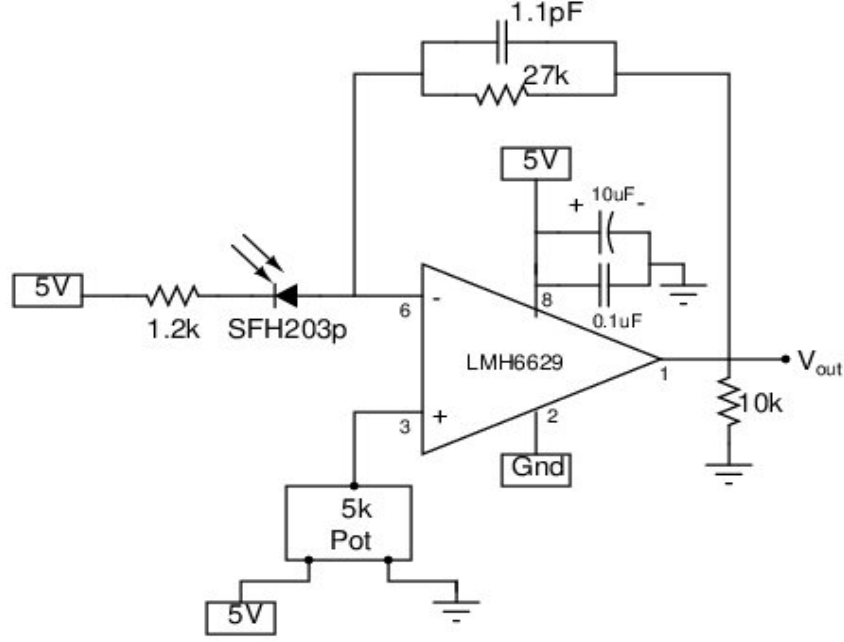 1.1pF
27k
5V
+ 10uF -
5V
1.2k
SFH203p
6
-
8
0.1uF
LMH6629
1
Vout
10k
3
+
2
Gnd
5k
Pot
5V